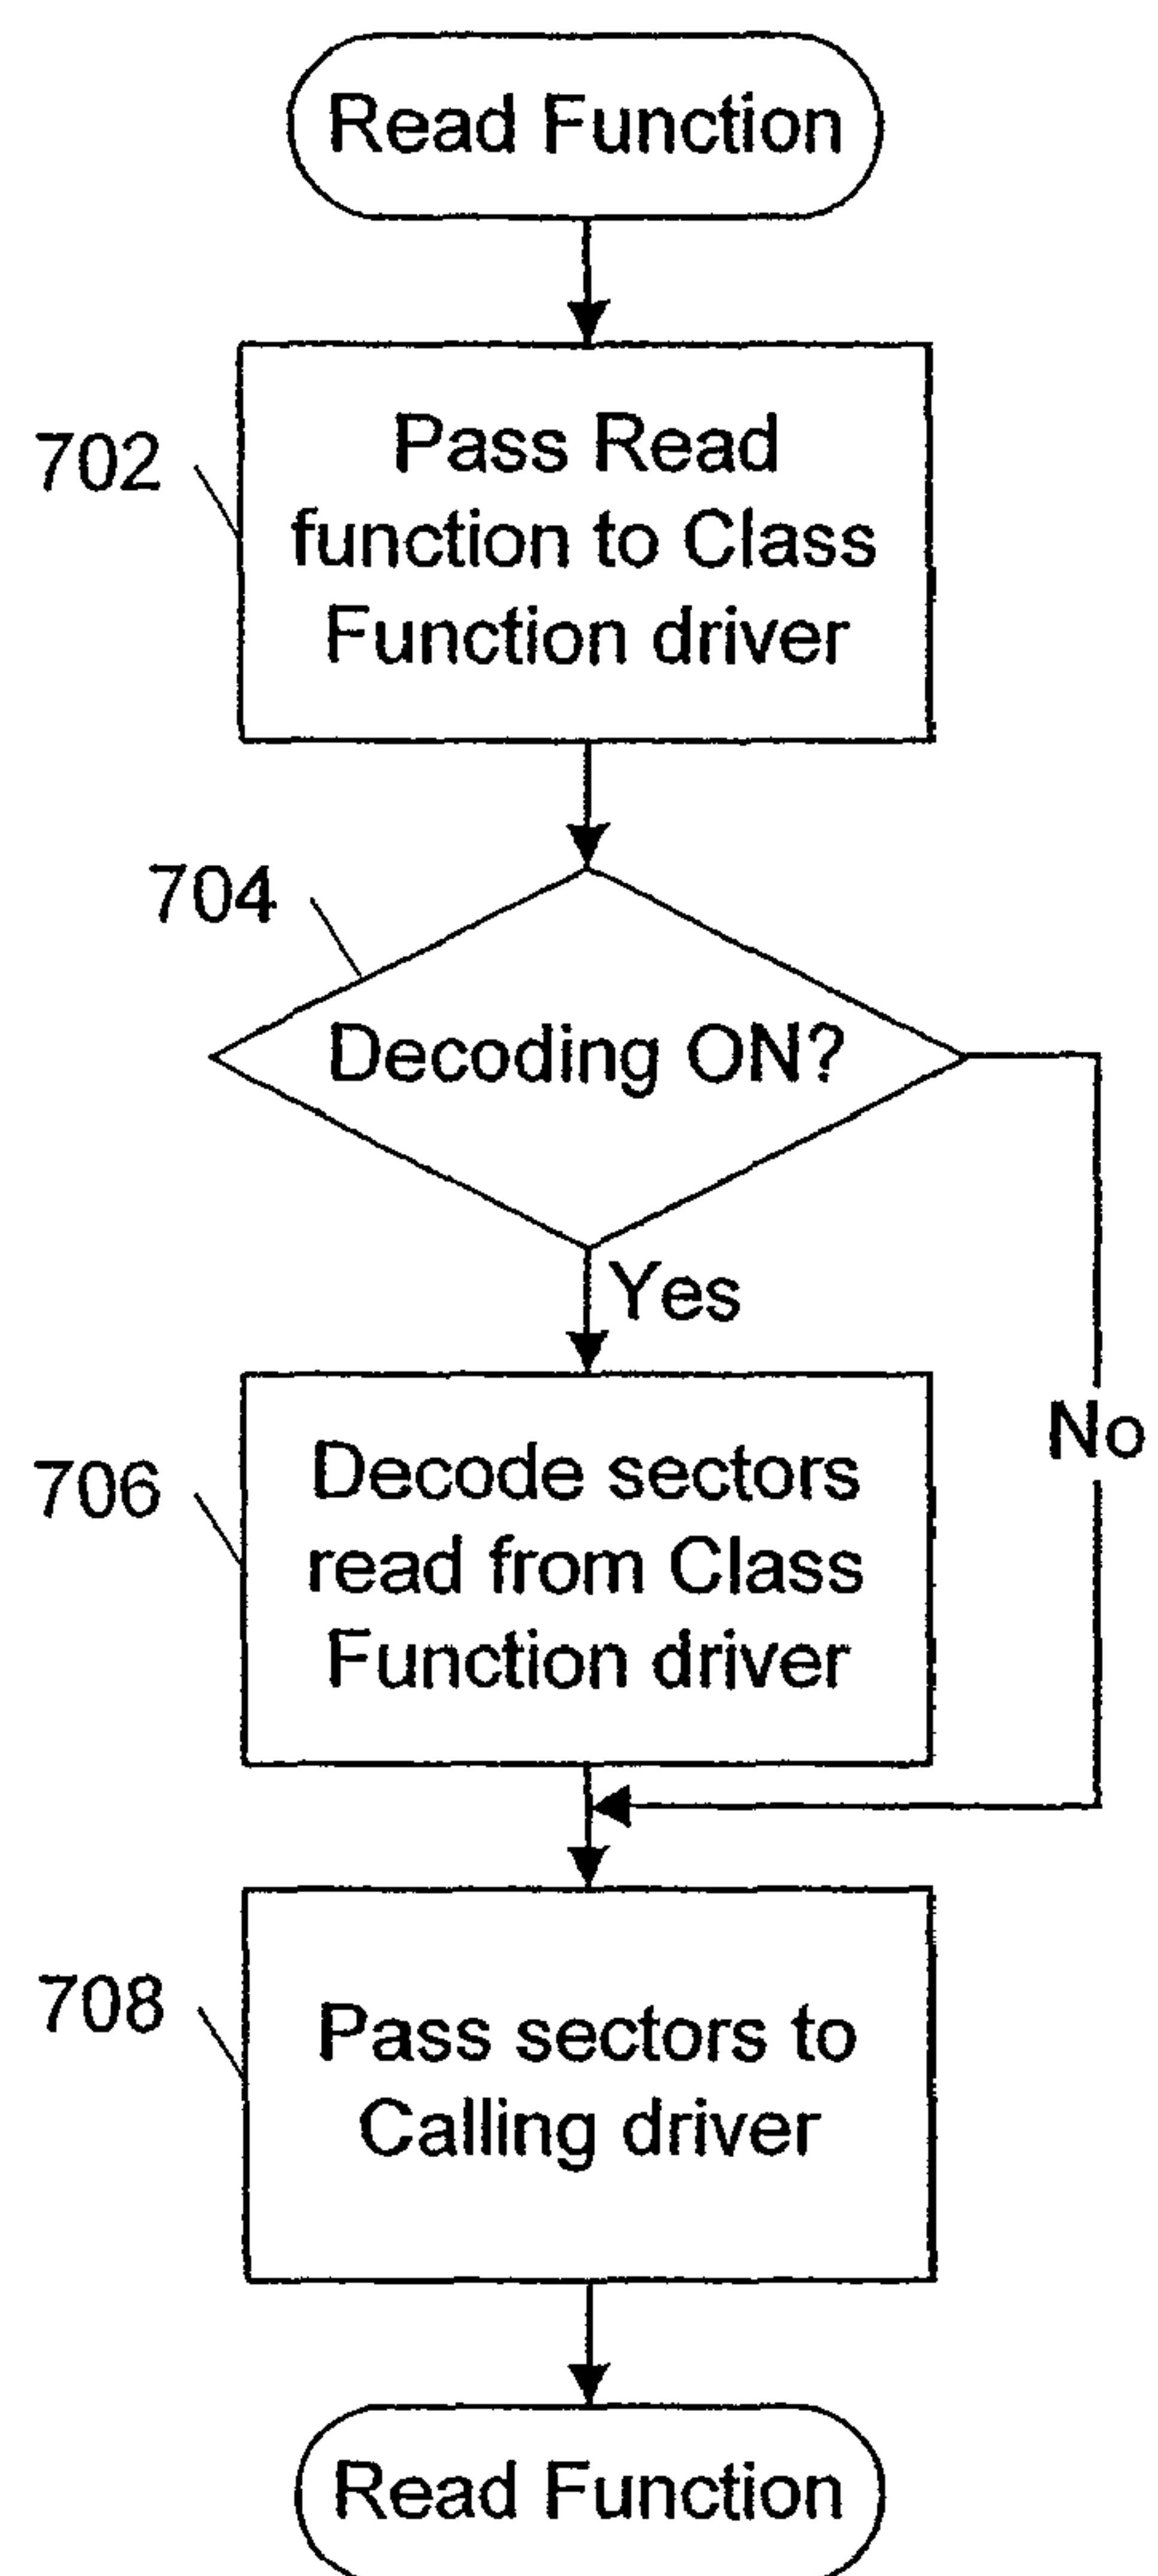 Read Function
702
Pass Read
function to Class
Function driver
704
Decoding ON?
Yes
No
706
Decode sectors
read from Class
Function driver
708
Pass sectors to
Calling driver
Read Function